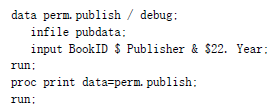 data perm.publish / debug;
infile pubdata;
input BookID $ Publisher & $22. Year;
run;
proc print data=perm.publish;
run;